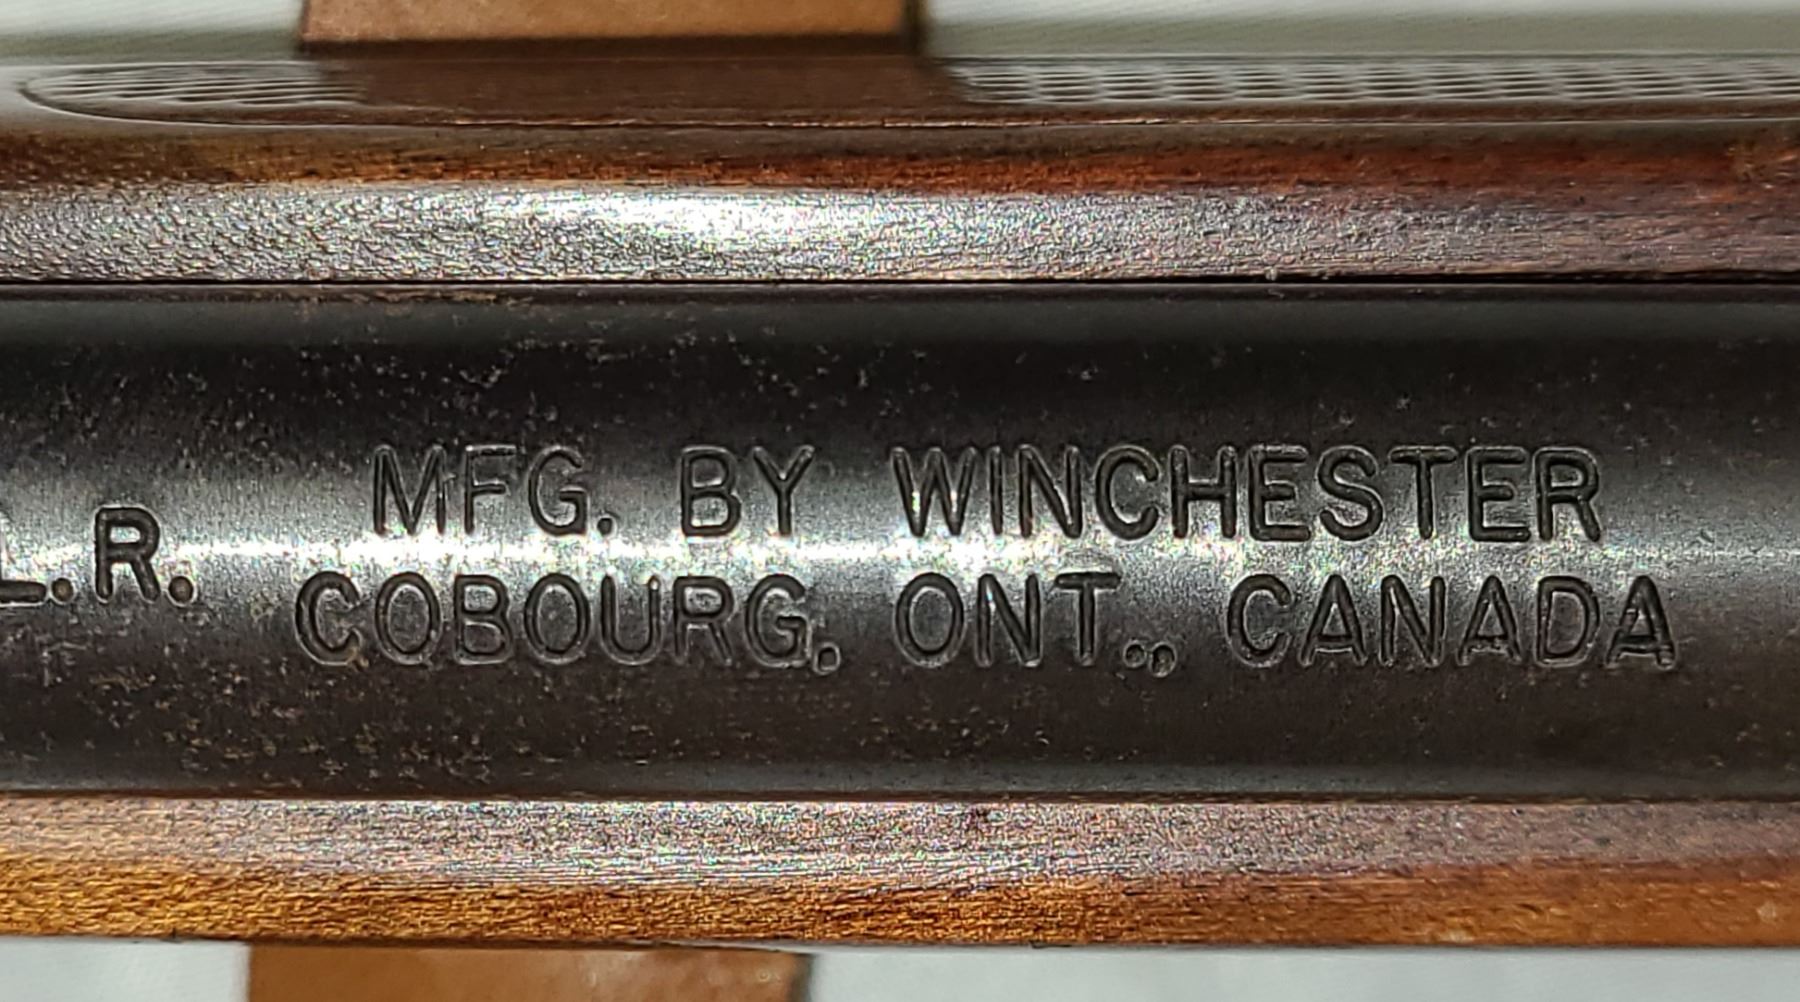 L.R.
MFG. BY WINCHESTER
COBOURG. ONT., CANADA